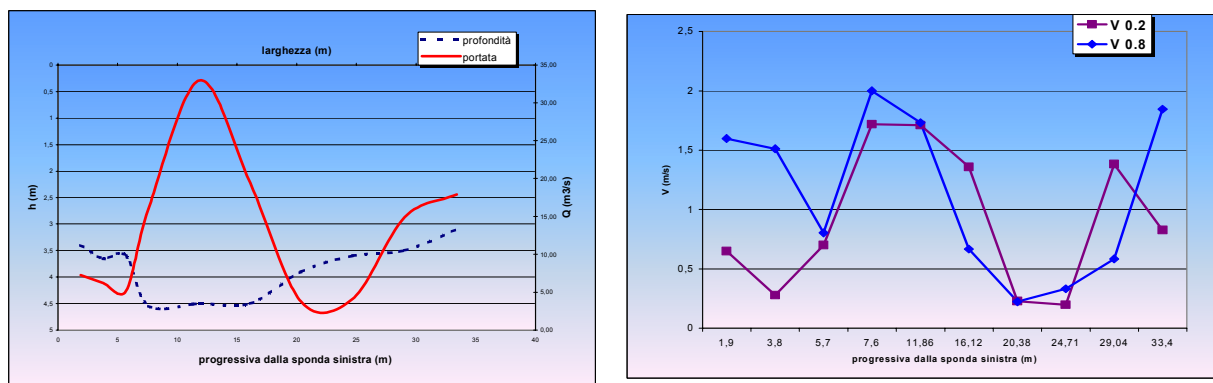 larghezza (m)
profondità
portata
0
0,5
1
1,5
2
2,5
3
3,5
4
4,5
5
h (m)
35,00
30,00
25,00
20,00
15,00
10,00
5,00
0,00
Q (m3/s)
0 5 10 15 20 25 30 35 40
progressiva dalla sponda sinistra (m)
V 0.2
V 0.8
2,5
2
1,5
1
0,5
0
V (m/s)
1,9 3,8 5,7 7,6 11,86 16,12 20,38 24,71 29,04 33,4
progressiva dalla sponda sinistra (m)